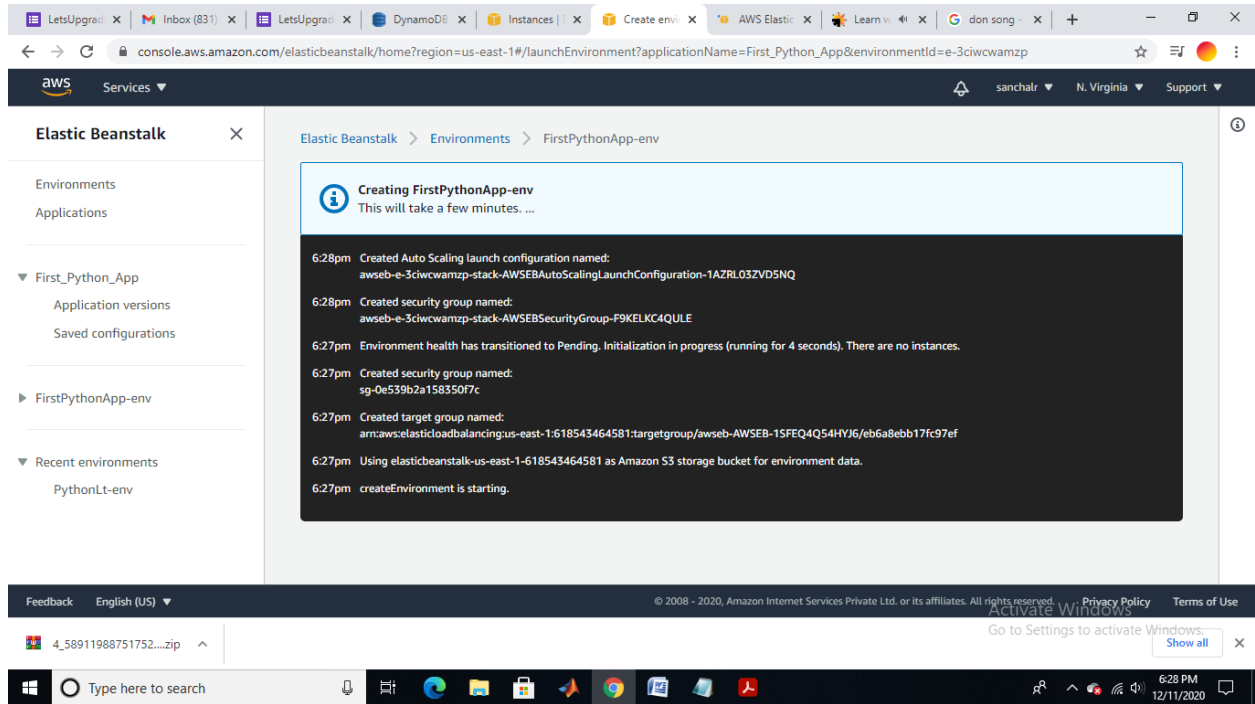 LetsUpgrad
Inbox (831)
LetsUpgrad
DynamoDB
Instances |
Create envi
AWS Elastic
Learn w
don song -
console.aws.amazon.com/elasticbeanstalk/home?region=us-east-1#/launchEnvironment?applicationName=First_Python_App&environmentId=e-3ciwcwamzp
aws
Services
sanchalr
N. Virginia
Support
Elastic Beanstalk
Elastic Beanstalk > Environments > FirstPythonApp-env
Environments
Applications
First_Python_App
Application versions
Saved configurations
FirstPythonApp-env
Recent environments
PythonLt-env
Creating FirstPythonApp-env
This will take a few minutes. ...
6:28pm Created Auto Scaling launch configuration named:
awseb-e-3ciwcwamzp-stack-AWSEBAutoScalingLaunchConfiguration-1AZRL03ZVD5NQ
6:28pm Created security group named:
awseb-e-3ciwcwamzp-stack-AWSEBSecurityGroup-F9KELKC4QULE
6:27pm Environment health has transitioned to Pending. Initialization in progress (running for 4 seconds). There are no instances.
6:27pm Created security group named:
sg-0e539b2a158350f7c
6:27pm Created target group named:
arn:aws:elasticloadbalancing:us-east-1:618543464581:targetgroup/awseb-AWSEB-1SFEQ4Q54HYJ6/eb6a8ebb17fc97ef
6:27pm Using elasticbeanstalk-us-east-1-618543464581 as Amazon S3 storage bucket for environment data.
6:27pm createEnvironment is starting.
Feedback
English (US)
© 2008 - 2020, Amazon Internet Services Private Ltd. or its affiliates. All rights reserved.
Privacy Policy
Terms of Use
Activate Windows
Go to Settings to activate Windows.
4_58911988751752....zip
Show all
Type here to search
6:28 PM
12/11/2020